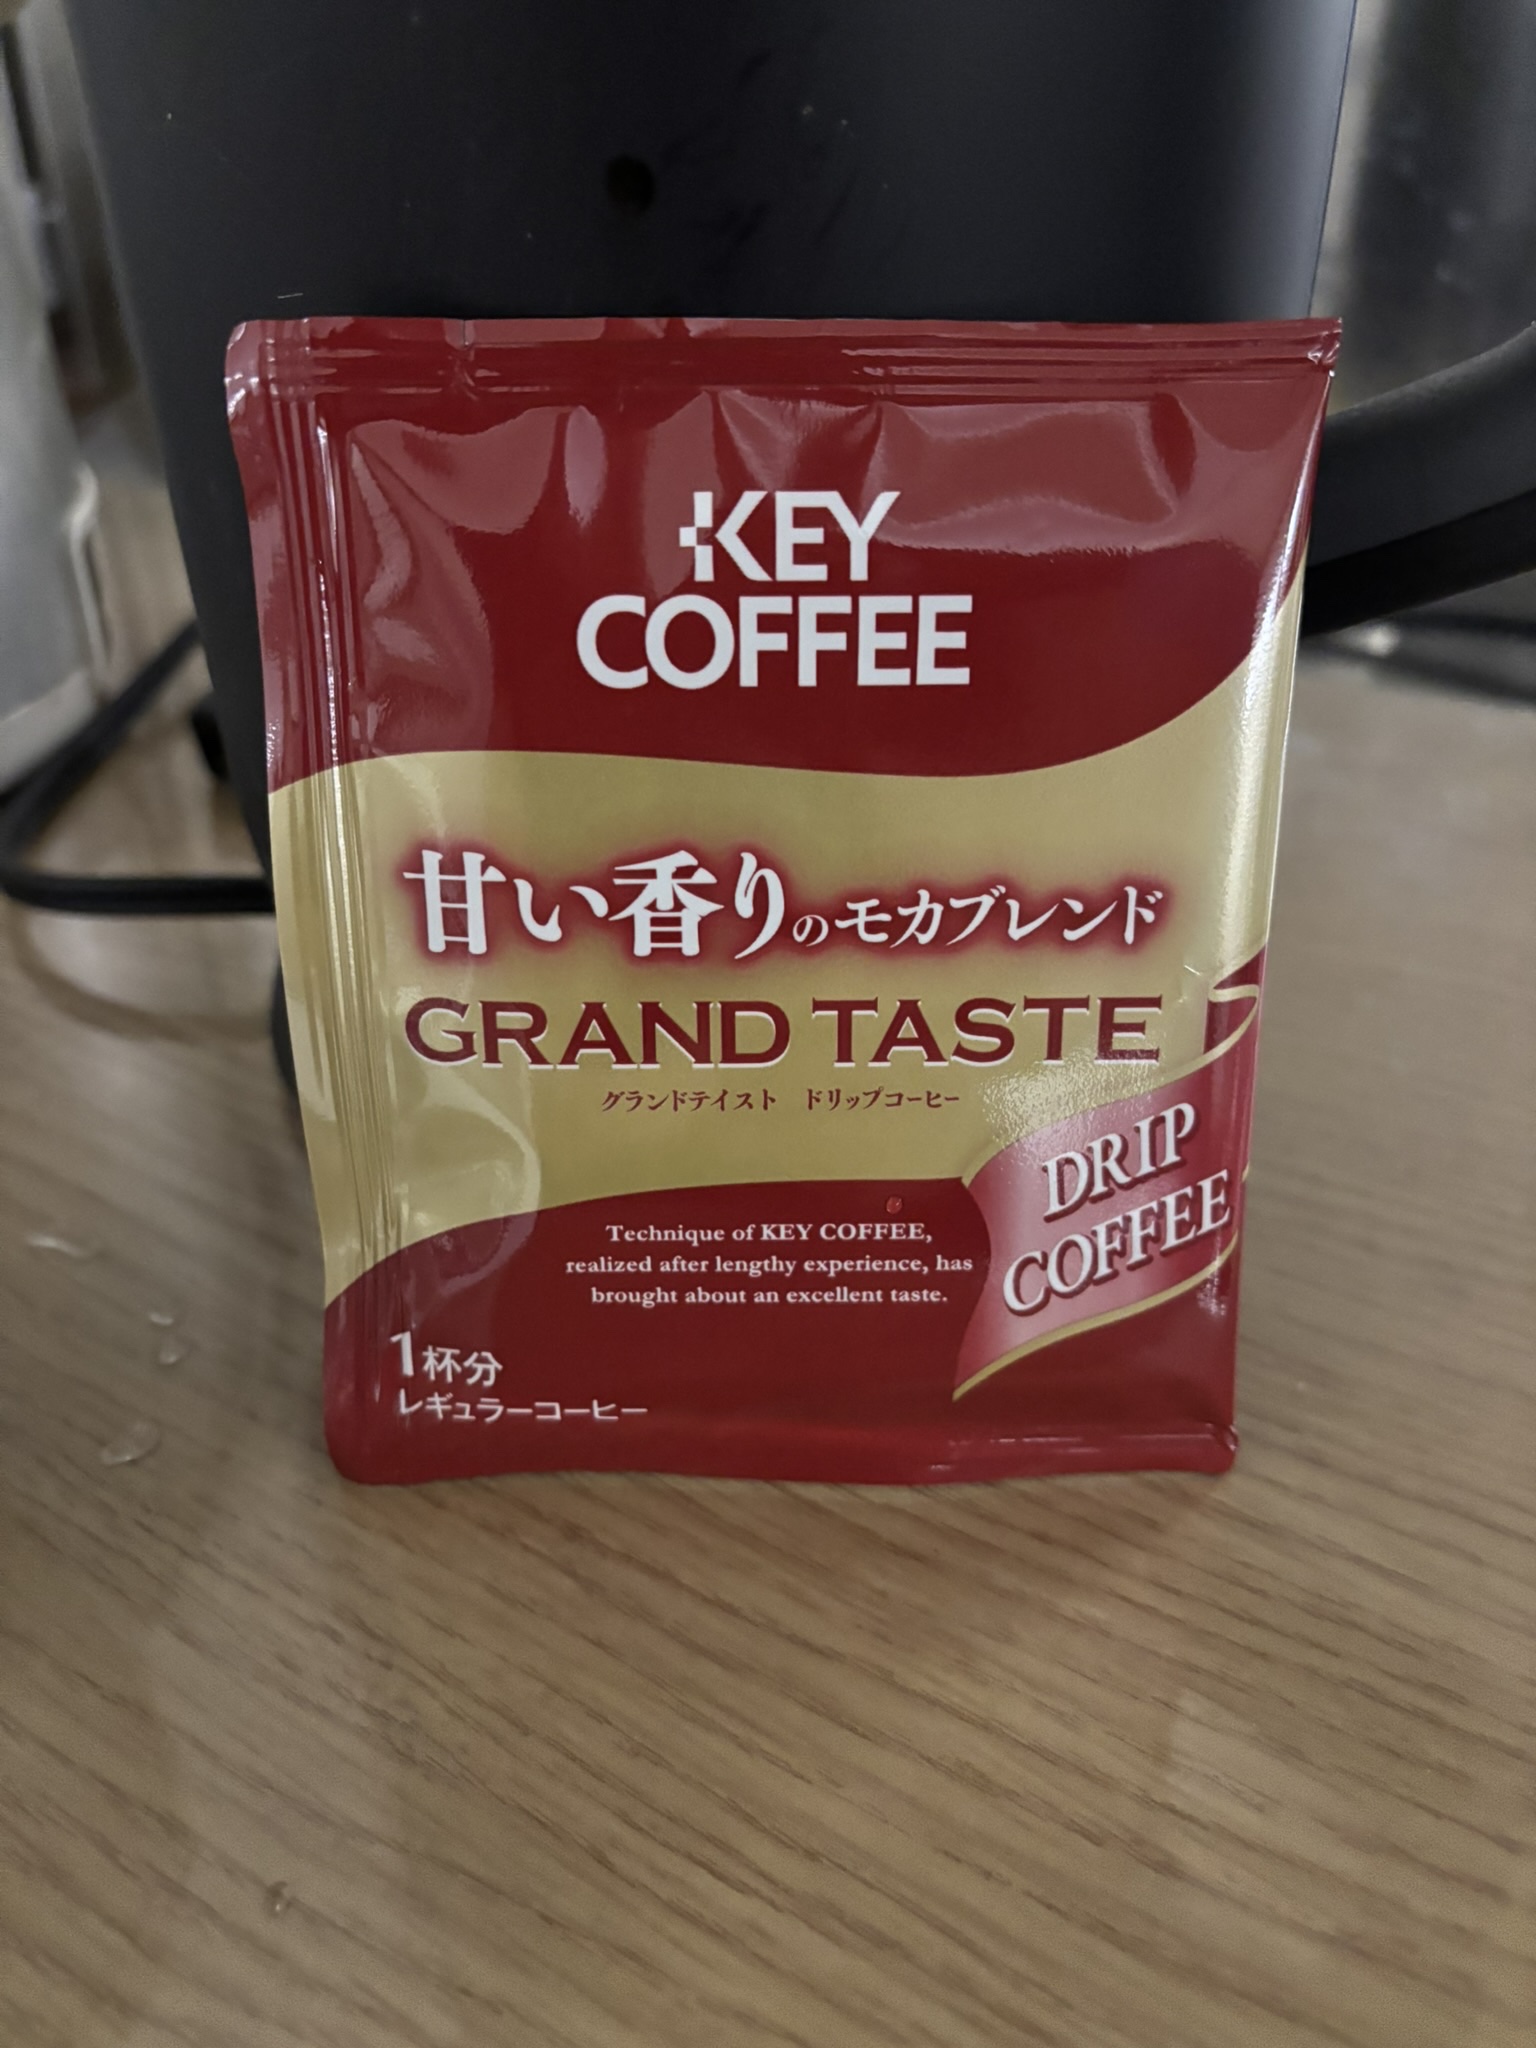 KEY
COFFEE
甘い香りのモカブレンド
GRAND TASTE
グランドテイスト ドリップコーヒー
DRIP
COFFEE
Technique of KEY COFFEE,
realized after lengthy experience, has
brought about an excellent taste.
1杯分
レギュラーコーヒー